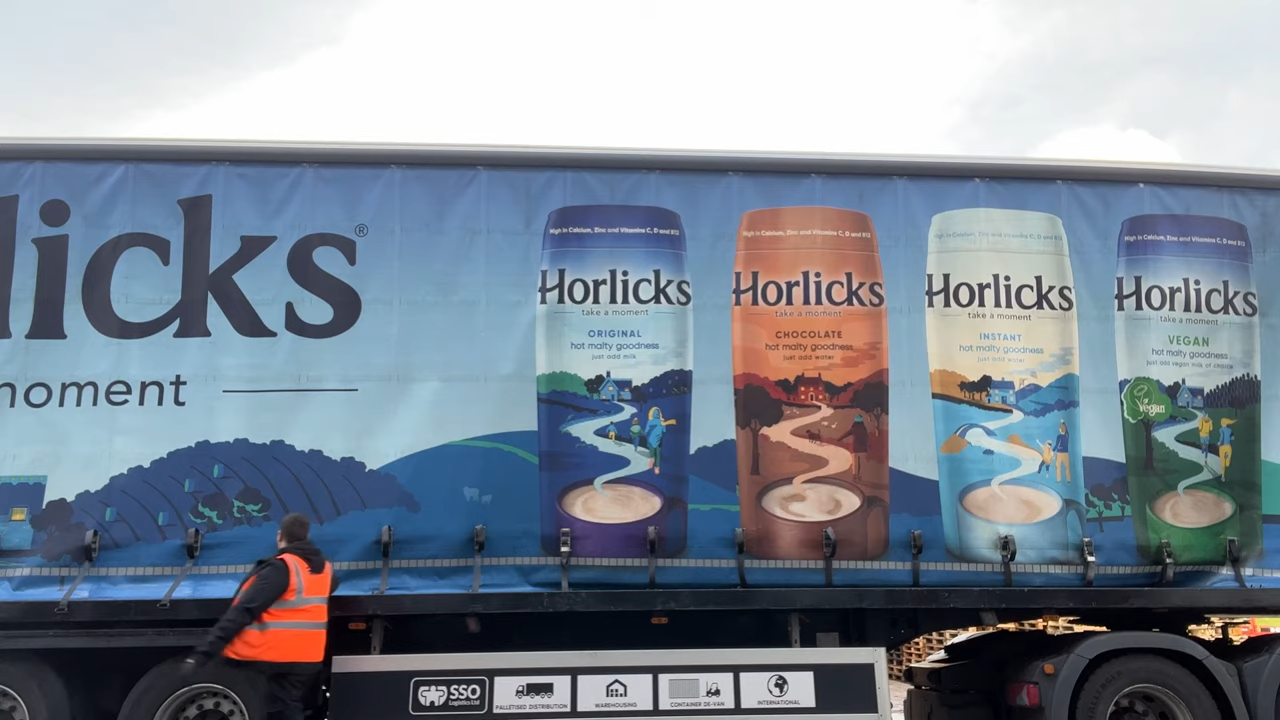 licks®
moment
High in Calcium, Zinc and Vitamins C, D and B12
Horlicks
take a moment
ORIGINAL
hot malty goodness
just add milk
High in Calcium, Zinc and Vitamins C, D and B12
Horlicks
take a moment
CHOCOLATE
hot malty goodness
just add water
High in Calcium, Zinc and Vitamins C, D and B12
Horlicks
take a moment
INSTANT
hot malty goodness
just add water
High in Calcium, Zinc and Vitamins C, D and B12
Horlicks
take a moment
VEGAN
hot malty goodness
just add vegan milk of choice
Vegan
SSO
Logistics Ltd
PALLETISED DISTRIBUTION
WAREHOUSING
CONTAINER DE-VAN
INTERNATIONAL